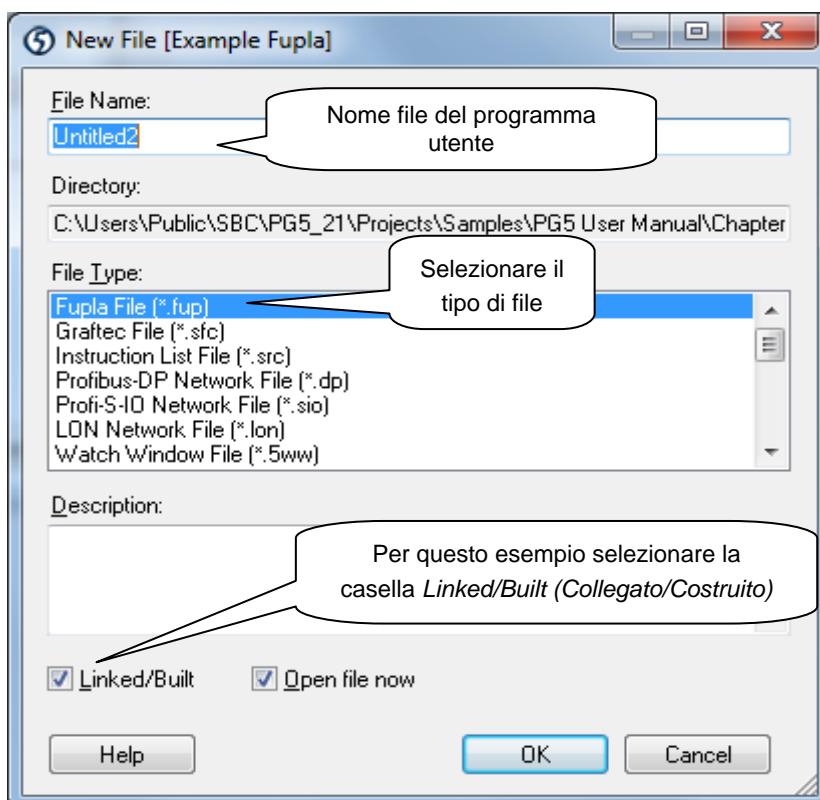 New File [Example Fupla]
File Name:
Nome file del programma
utente
Untitled2
Directory:
C:\Users\Public\SBC\PG5_21\Projects\Samples\PG5 User Manual\Chapter
File Type:
Selezionare il
tipo di file
Fupla File (*.fup)
Graftec File (*.sfc)
Instruction List File (*.src)
Profibus-DP Network File (*.dp)
Profi-S-IO Network File (*.sio)
LON Network File (*.lon)
Watch Window File (*.5ww)
Description:
Per questo esempio selezionare la
casella Linked/Built (Collegato/Costruito)
Linked/Built
Open file now
Help
OK
Cancel